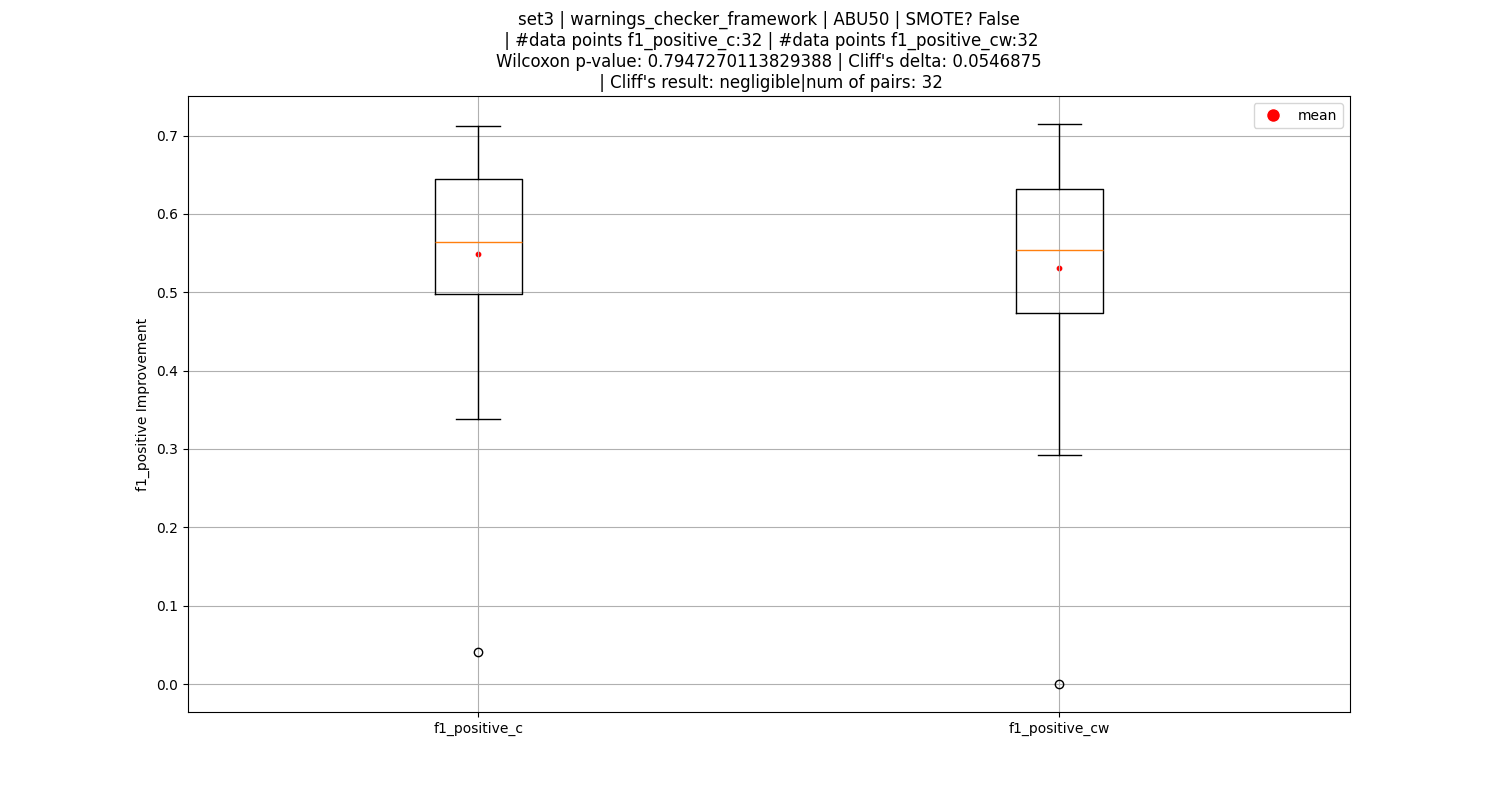 set3 | warnings_checker_framework | ABU50 | SMOTE? False
| #data points f1_positive_c:32 | #data points f1_positive_cw:32
Wilcoxon p-value: 0.7947270113829388 | Cliff's delta: 0.0546875
| Cliff's result: negligible|num of pairs: 32
mean
0.7
0.6
0.5
0.4
0.3
0.2
0.1
0.0
f1_positive Improvement
f1_positive_c
f1_positive_cw